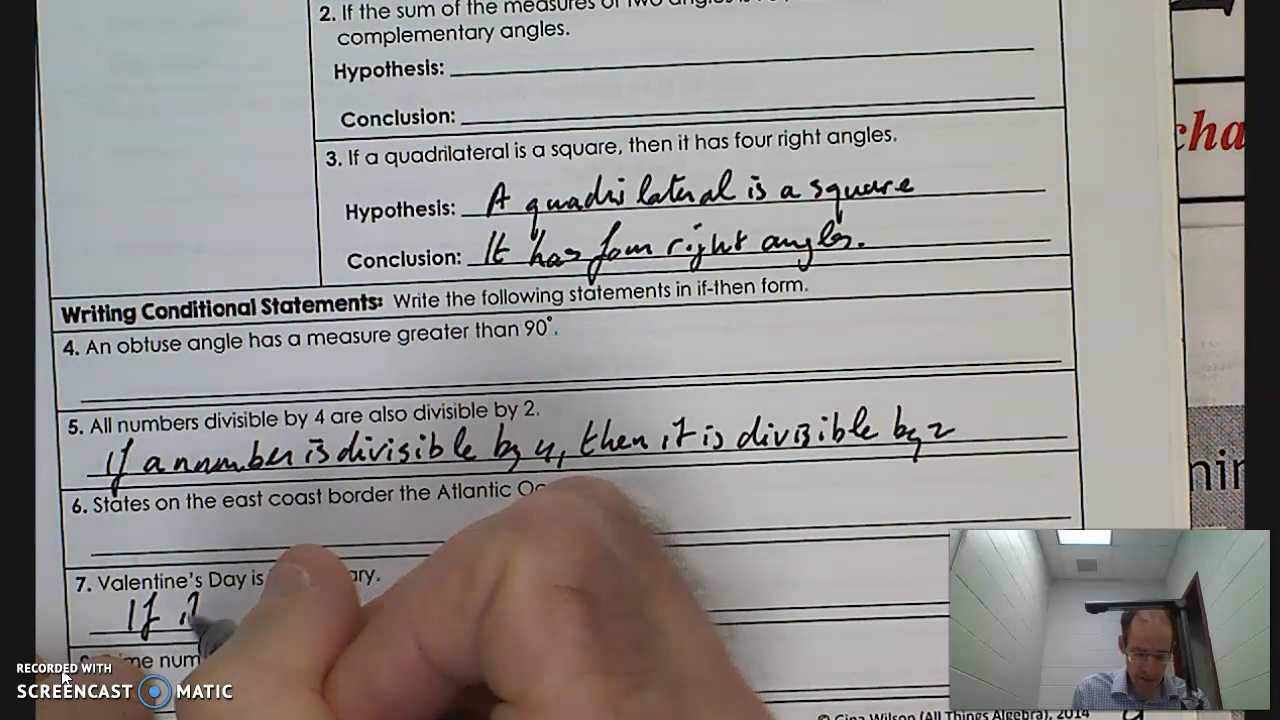 2. If the sum of the measures of two angles is
complementary angles.
Hypothesis:
Conclusion:
3. If a quadrilateral is a square, then it has four right angles.
Hypothesis: A quadrilateral is a square
Conclusion: It has four right angles.
Writing Conditional Statements: Write the following statements in if-then form.
4. An obtuse angle has a measure greater than 90°.
5. All numbers divisible by 4 are also divisible by 2.
If a number is divisible by 4, then it is divisible by 2
6. States on the east coast border the Atlantic
7. Valentine's Day is
If i
num
RECORDED WITH
SCREENCAST MATIC
© Gina Wilson (All Things Algebra), 2014
cha